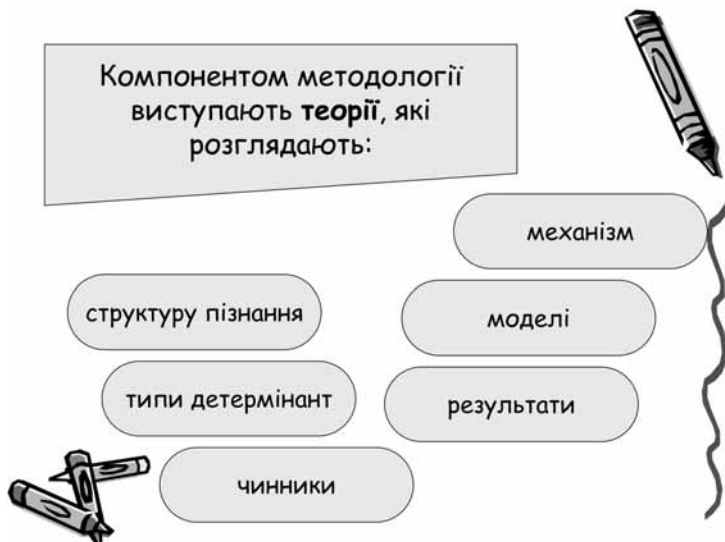 Компонентом методології
виступають теорії, які
розглядають:
механізм
структуру пізнання
моделі
типи детермінант
результати
чинники